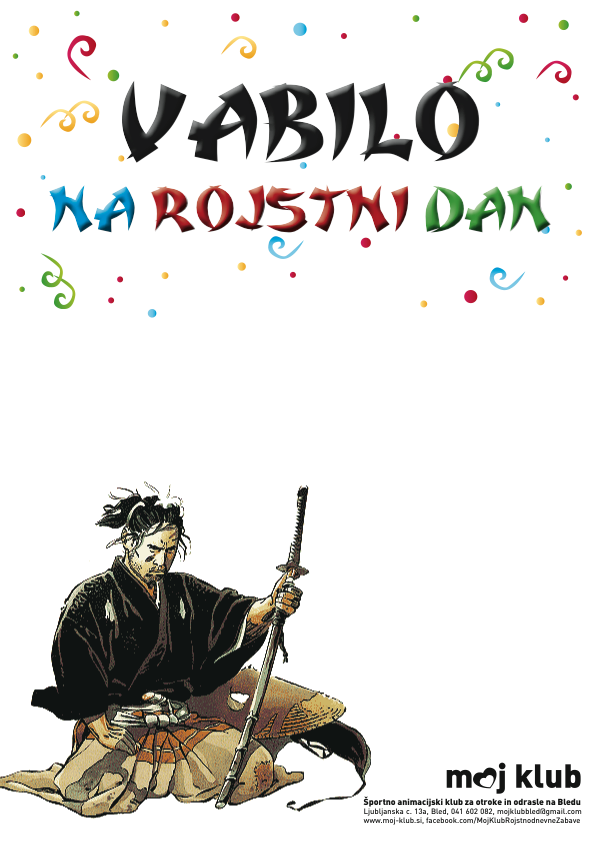 VABILO
NA ROJSTNI DAN
moj klub
Športno animacijski klub za otroke in odrasle na Bledu
Ljubljanska c. 13a, Bled, 041 602 082, mojklubbled@gmail.com
www.moj-klub.si, facebook.com/MojKlubRojstnodnevneZabave